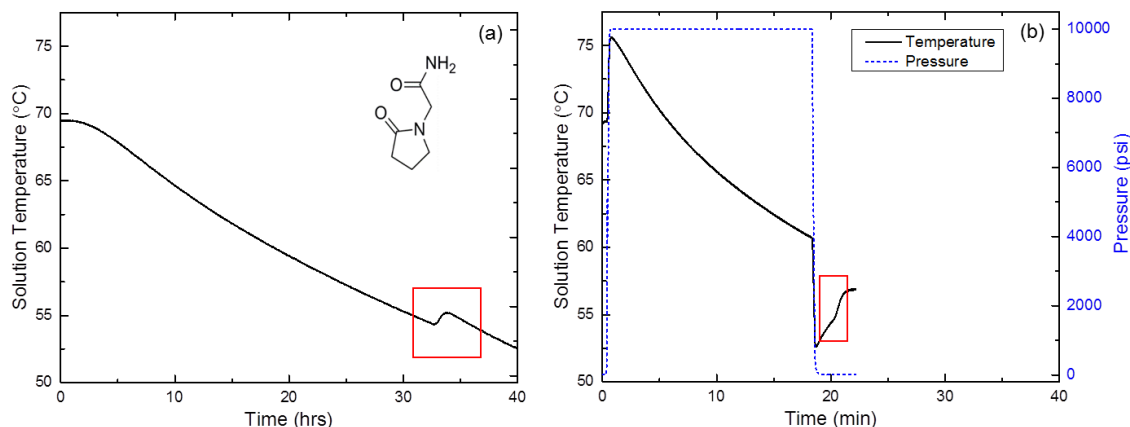 (a)
75
70
65
60
55
50
Solution Temperature (°C)
NH₂
O
O
N
0
10
20
30
40
Time (hrs)
(b)
Temperature
Pressure
75
70
65
60
55
50
Solution Temperature (°C)
10000
8000
6000
4000
2000
0
Pressure (psi)
0
10
20
30
40
Time (min)